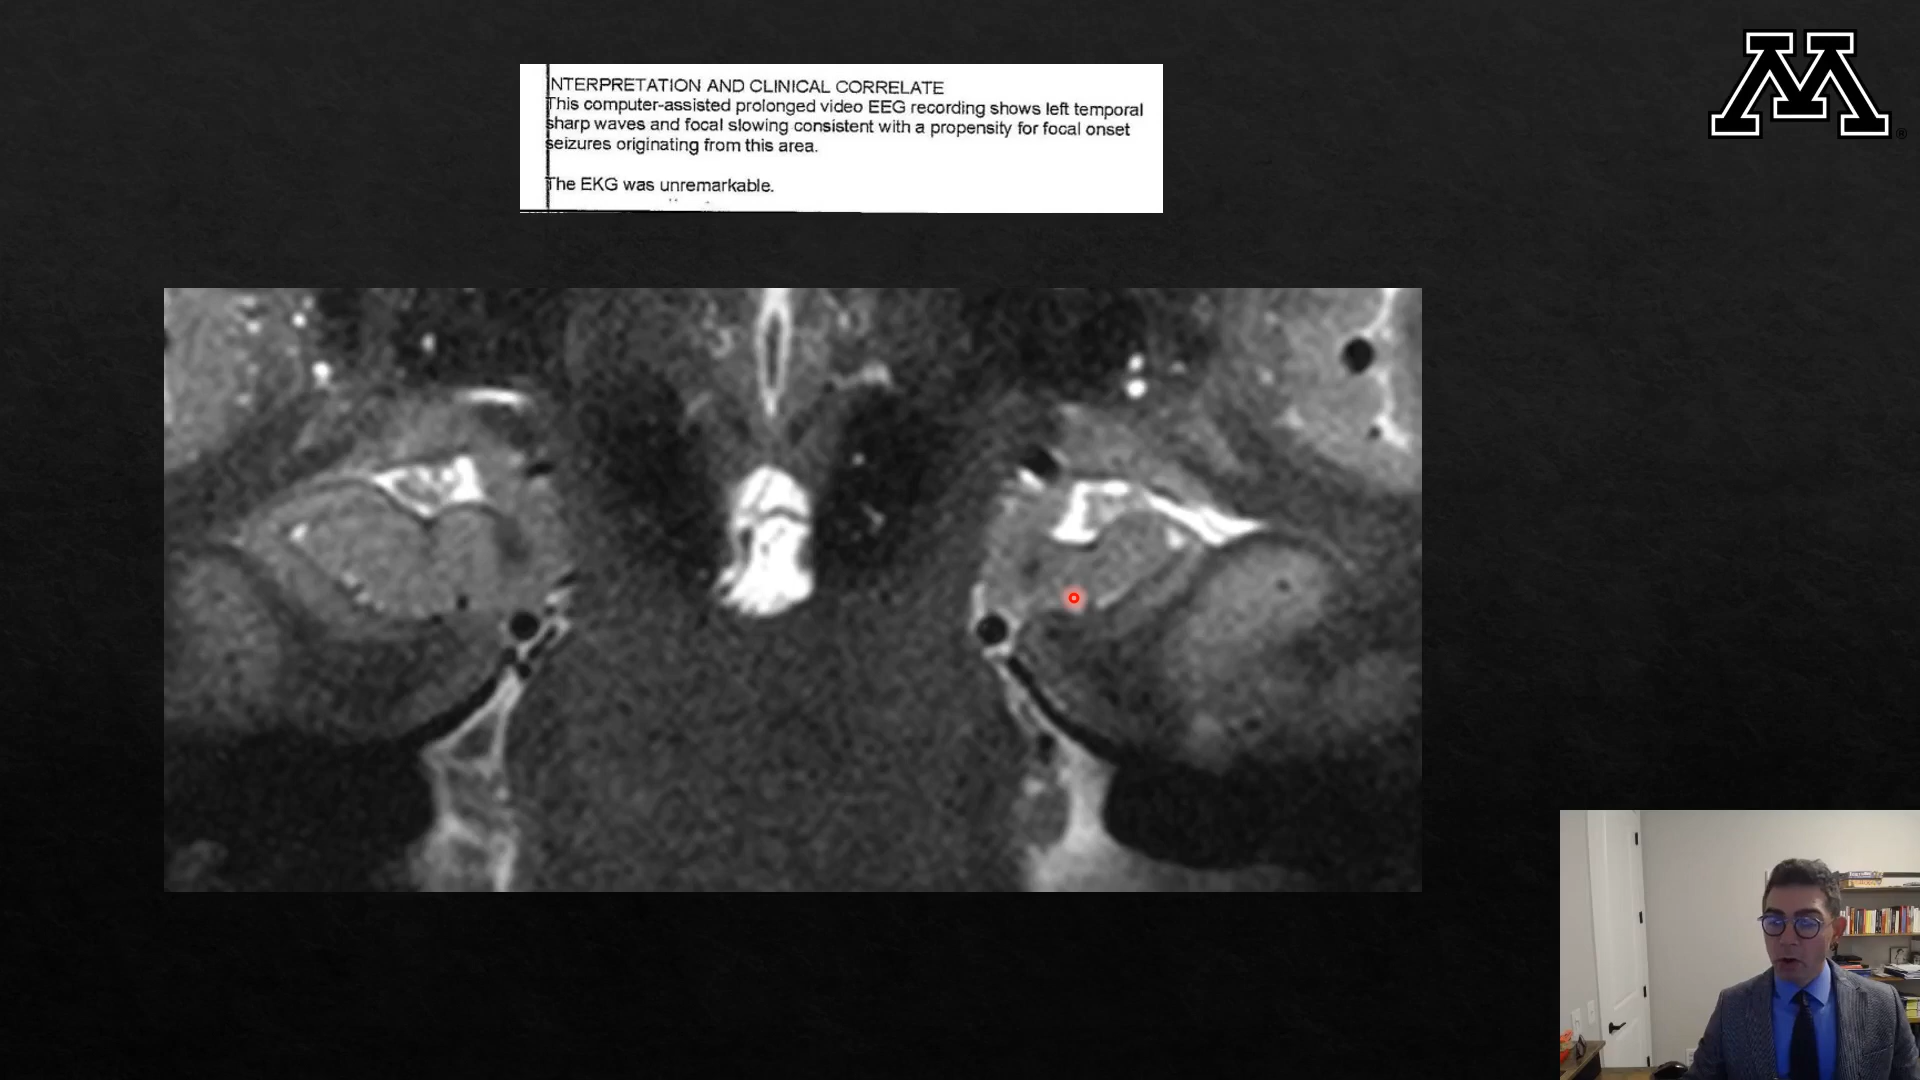 INTERPRETATION AND CLINICAL CORRELATE
This computer-assisted prolonged video EEG recording shows left temporal
sharp waves and focal slowing consistent with a propensity for focal onset
seizures originating from this area.
The EKG was unremarkable.
M
®